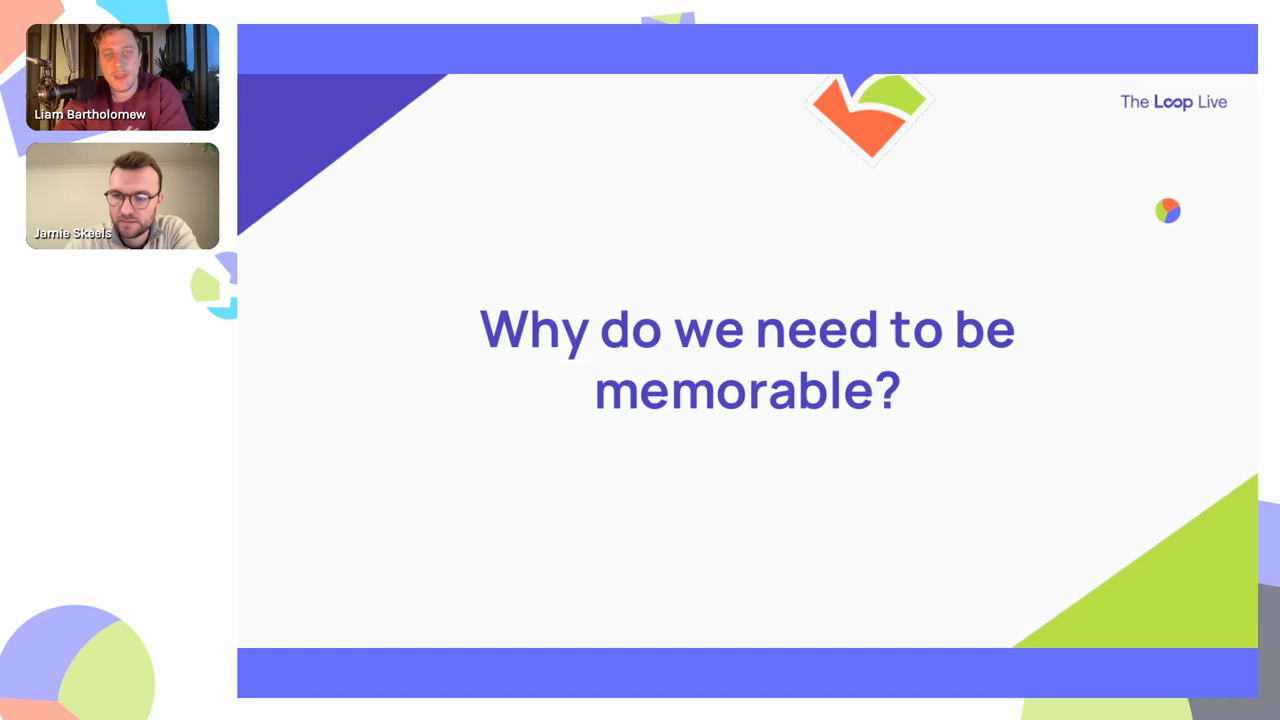 Liam Bartholomew
Jamie Skeels
The Loop Live
Why do we need to be
memorable?